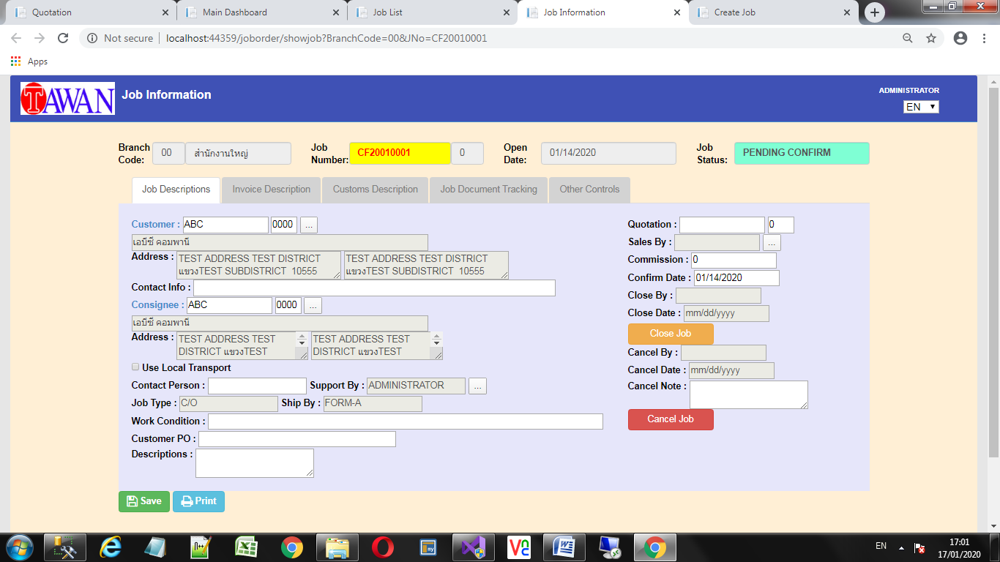 Quotation
Main Dashboard
Job List
Job Information
Create Job
Not secure
localhost:44359/joborder/showjob?BranchCode=00&JNo=CF20010001
Apps
TAWAN
Job Information
ADMINISTRATOR
EN
Branch Code: 00 สำนักงานใหญ่
Job Number: CF20010001 0
Open Date: 01/14/2020
Job Status: PENDING CONFIRM
Job Descriptions
Invoice Description
Customs Description
Job Document Tracking
Other Controls
Customer : ABC 0000 ...
เอบีซี คอมพานี
Address : TEST ADDRESS TEST DISTRICT
แขวงTEST SUBDISTRICT 10555
TEST ADDRESS TEST DISTRICT
แขวงTEST SUBDISTRICT 10555
Contact Info :
Consignee : ABC 0000 ...
เอบีซี คอมพานี
Address : TEST ADDRESS TEST
DISTRICT แขวงTEST
TEST ADDRESS TEST
DISTRICT แขวงTEST
Use Local Transport
Contact Person :
Support By : ADMINISTRATOR ...
Job Type : C/O
Ship By : FORM-A
Work Condition :
Customer PO :
Descriptions :
Quotation : 0
Sales By : ...
Commission : 0
Confirm Date : 01/14/2020
Close By :
Close Date : mm/dd/yyyy
Close Job
Cancel By :
Cancel Date : mm/dd/yyyy
Cancel Note :
Cancel Job
Save
Print
EN
17:01
17/01/2020